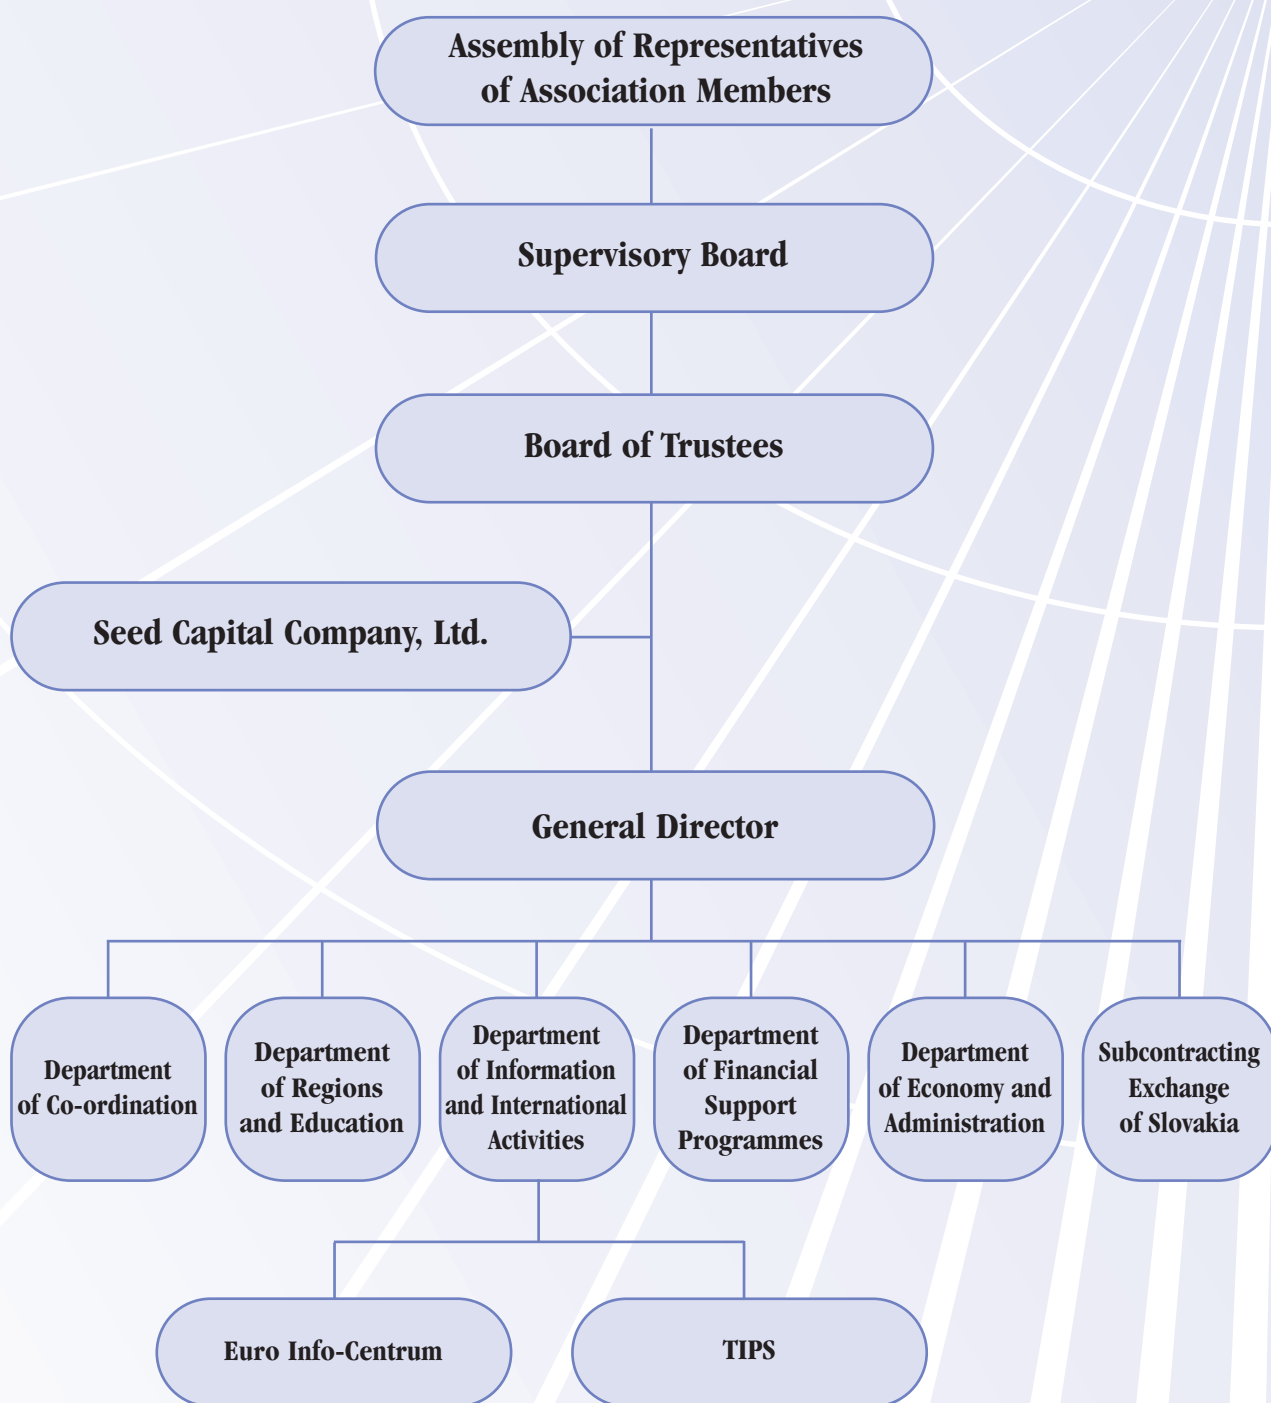 Assembly of Representatives
of Association Members
Supervisory Board
Board of Trustees
Seed Capital Company, Ltd.
General Director
Department
of Co-ordination
Department
of Regions
and Education
Department
of Information
and International
Activities
Department
of Financial
Support
Programmes
Department
of Economy and
Administration
Subcontracting
Exchange
of Slovakia
Euro Info-Centrum
TIPS